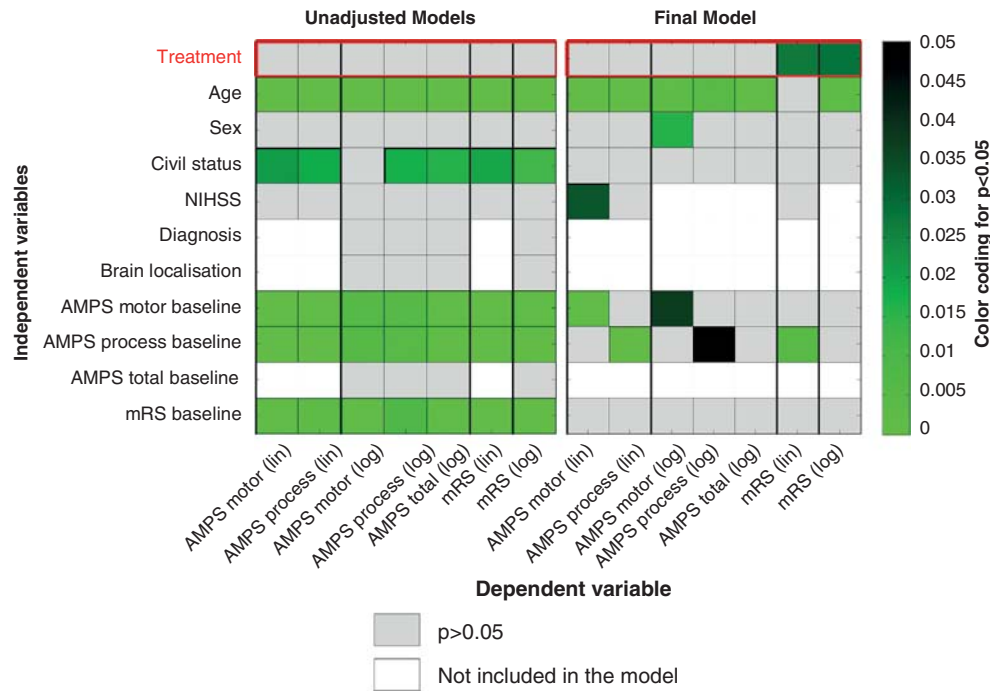 Unadjusted Models
Final Model
Independent variables
Treatment
Age
Sex
Civil status
NIHSS
Diagnosis
Brain localisation
AMPS motor baseline
AMPS process baseline
AMPS total baseline
mRS baseline
AMPS motor (lin)
AMPS process (lin)
AMPS motor (log)
AMPS process (log)
AMPS total (log)
mRS (lin)
mRS (log)
AMPS motor (lin)
AMPS process (lin)
AMPS motor (log)
AMPS process (log)
AMPS total (log)
mRS (lin)
mRS (log)
0.05
0.045
0.04
0.035
0.03
0.025
0.02
0.015
0.01
0.005
0
Color coding for p<0.05
Dependent variable
p>0.05
Not included in the model